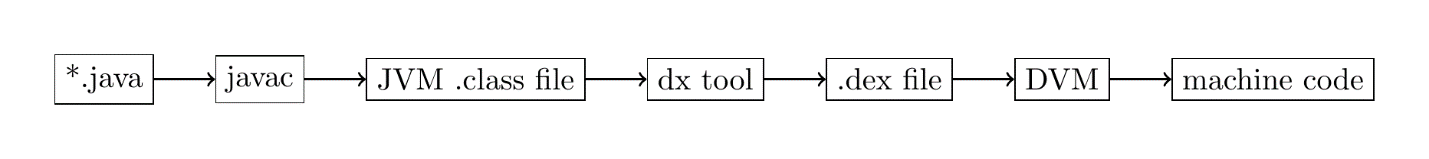 *.java javac JVM .class file dx tool .dex file DVM machine code